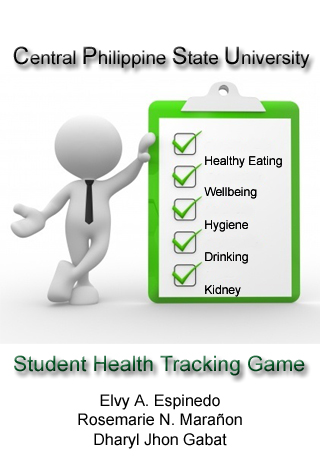 Central Philippine State University
Healthy Eating
Wellbeing
Hygiene
Drinking
Kidney
Student Health Tracking Game
Elvy A. Espinedo
Rosemarie N. Marañon
Dharyl Jhon Gabat